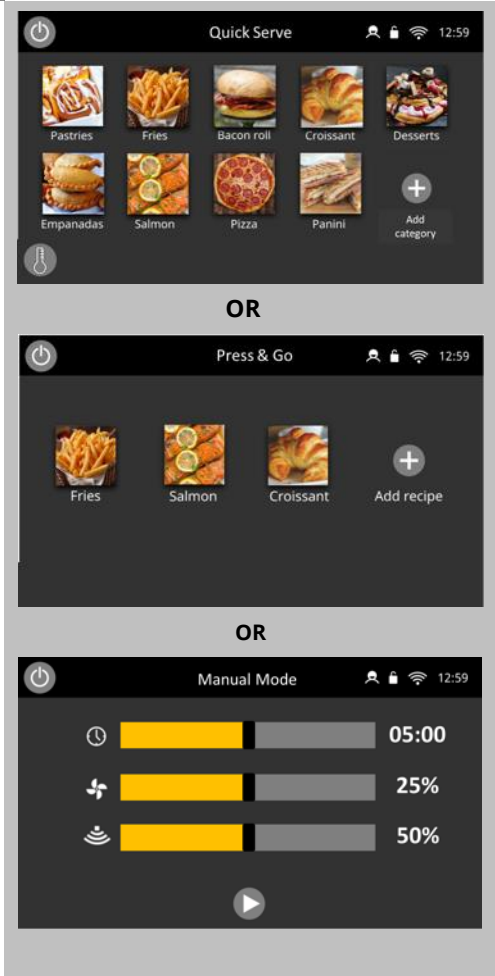 Quick Serve 12:59
Pastries Fries Bacon roll Croissant Desserts
Empanadas Salmon Pizza Panini Add
category
OR
Press & Go 12:59
Fries Salmon Croissant Add recipe
OR
Manual Mode 12:59
05:00
25%
50%